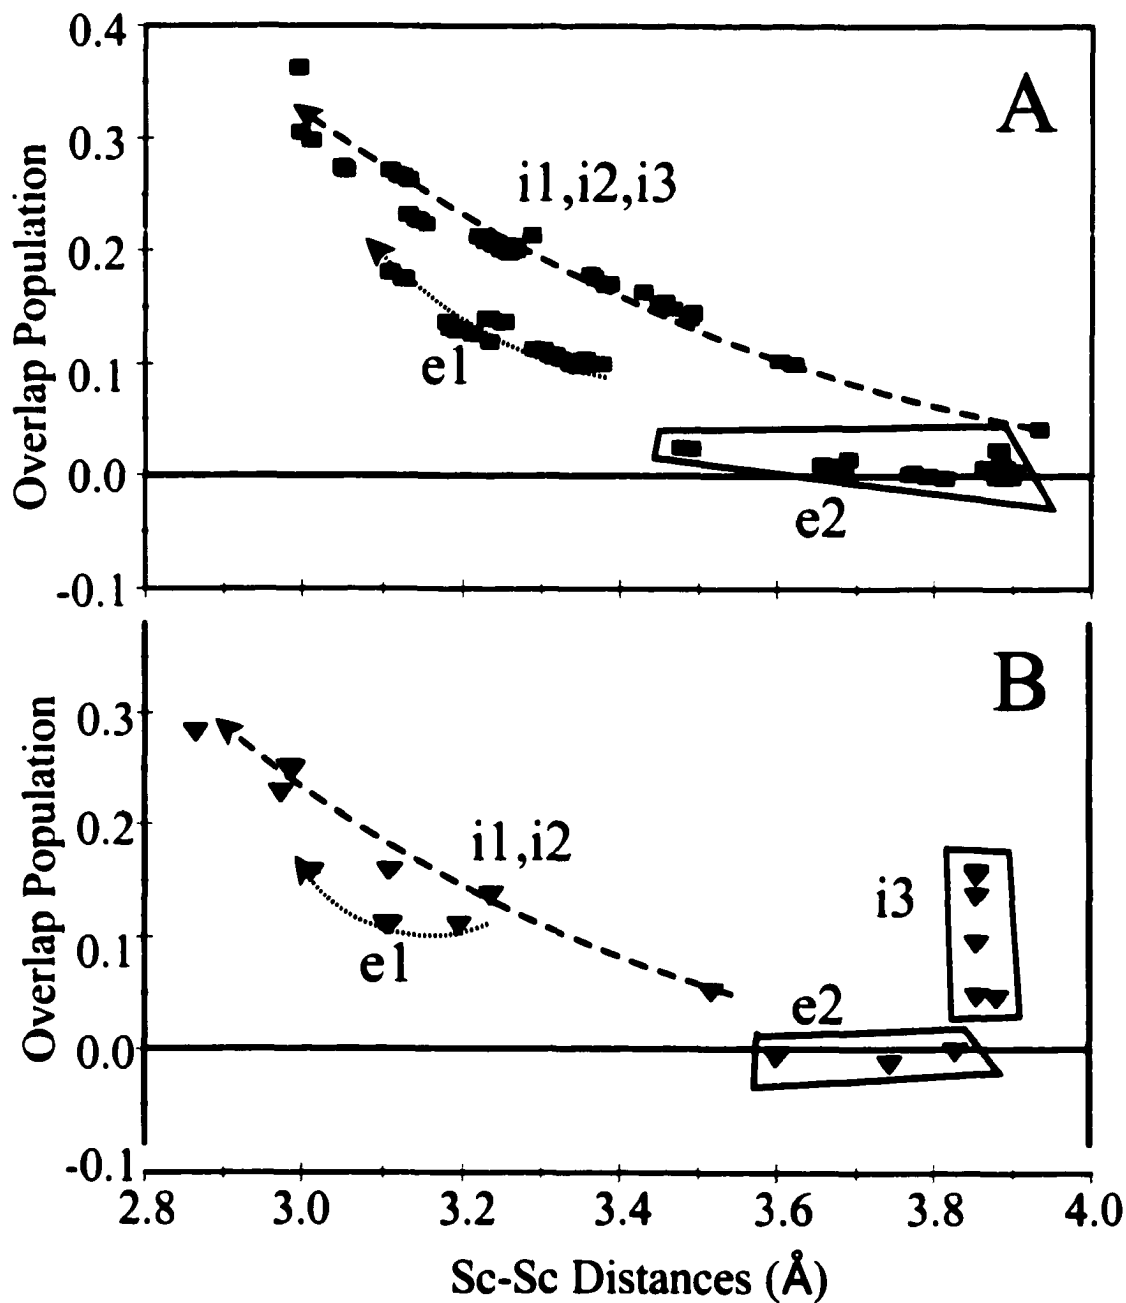 0.4
A
0.3
i1,i2,i3
0.2
e1
0.1
0.0
e2
-0.1
Overlap Population
B
0.3
0.2
i1,i2
i3
0.1
e1
e2
0.0
-0.1
Overlap Population
2.8 3.0 3.2 3.4 3.6 3.8 4.0
Sc-Sc Distances (Å)